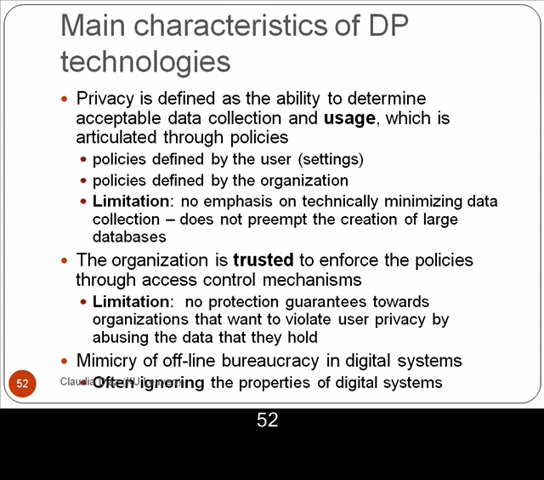 Main characteristics of DP
technologies
• Privacy is defined as the ability to determine
acceptable data collection and usage, which is
articulated through policies
• policies defined by the user (settings)
• policies defined by the organization
• Limitation: no emphasis on technically minimizing data
collection – does not preempt the creation of large
databases
• The organization is trusted to enforce the policies
through access control mechanisms
• Limitation: no protection guarantees towards
organizations that want to violate user privacy by
abusing the data that they hold
• Mimicry of off-line bureaucracy in digital systems
• Often ignoring the properties of digital systems
52
Claudia
52